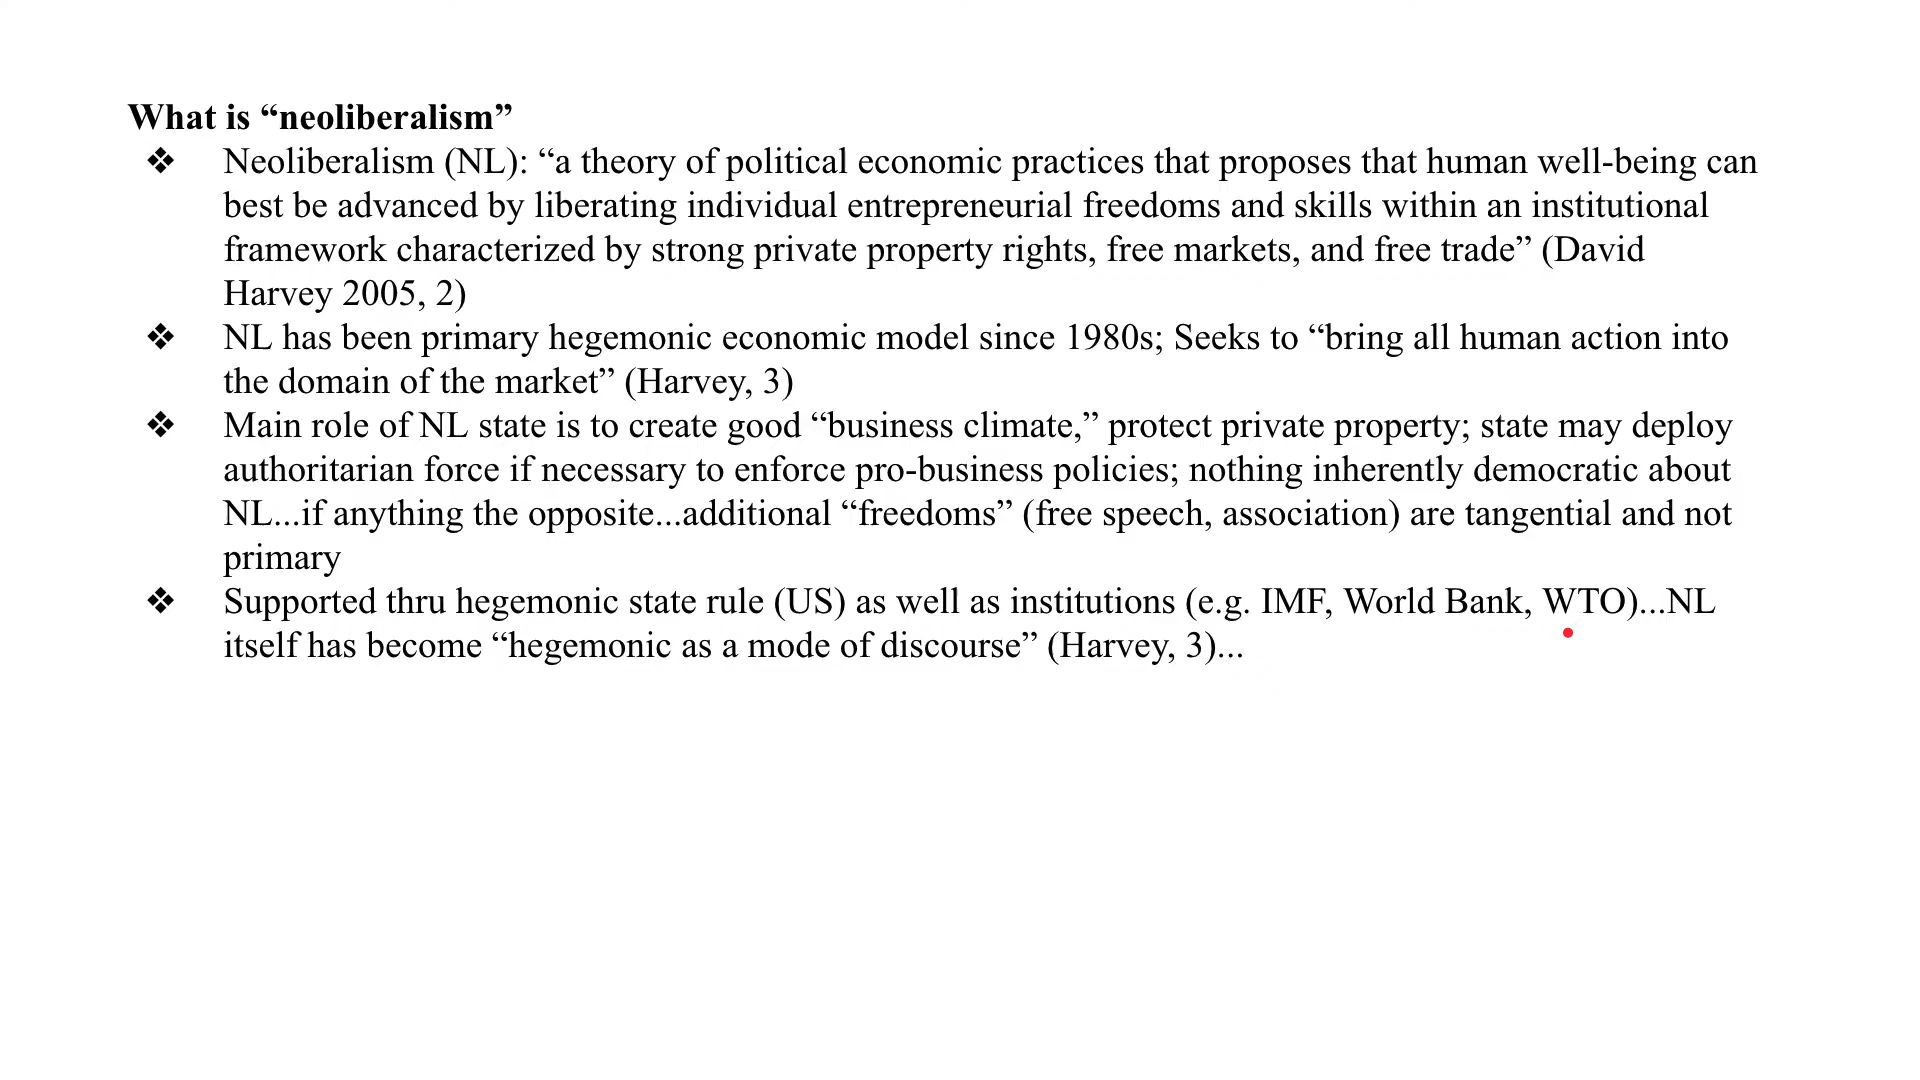 What is “neoliberalism”
❖ Neoliberalism (NL): “a theory of political economic practices that proposes that human well-being can
best be advanced by liberating individual entrepreneurial freedoms and skills within an institutional
framework characterized by strong private property rights, free markets, and free trade” (David
Harvey 2005, 2)
❖ NL has been primary hegemonic economic model since 1980s; Seeks to “bring all human action into
the domain of the market” (Harvey, 3)
❖ Main role of NL state is to create good “business climate,” protect private property; state may deploy
authoritarian force if necessary to enforce pro-business policies; nothing inherently democratic about
NL...if anything the opposite...additional “freedoms” (free speech, association) are tangential and not
primary
❖ Supported thru hegemonic state rule (US) as well as institutions (e.g. IMF, World Bank, WTO)...NL
itself has become “hegemonic as a mode of discourse” (Harvey, 3)...